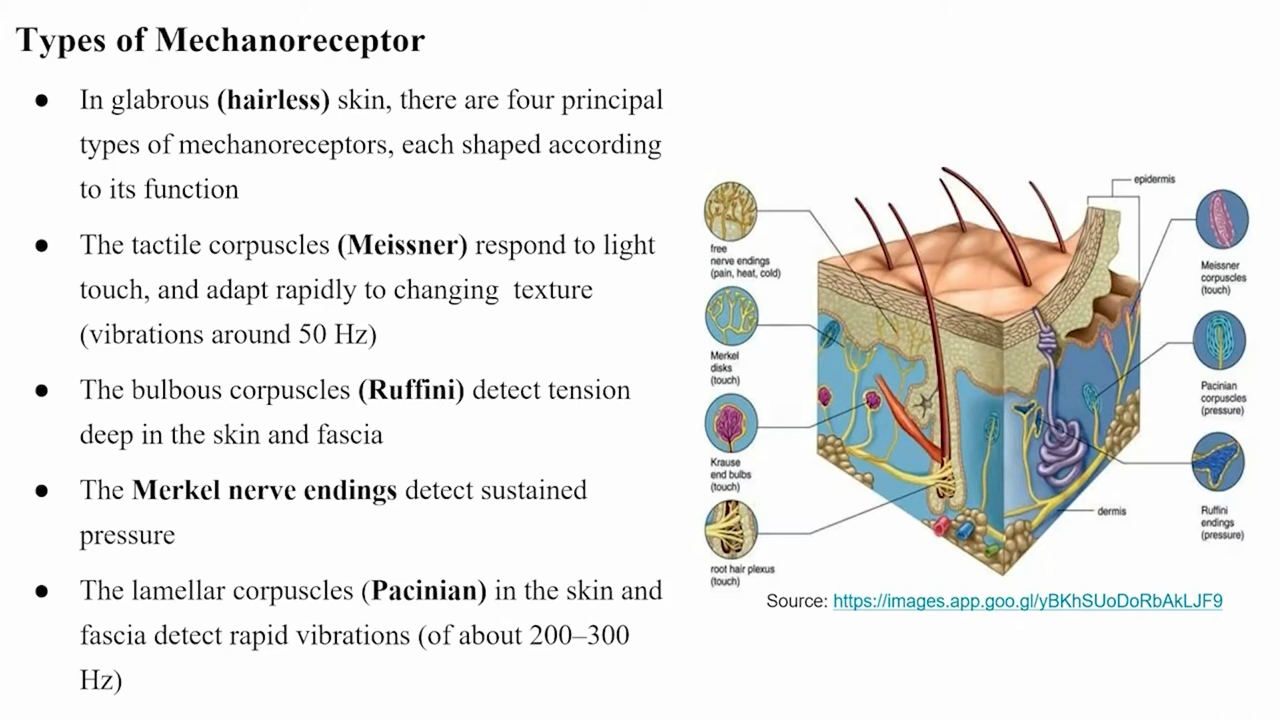 Types of Mechanoreceptor
● In glabrous (hairless) skin, there are four principal
types of mechanoreceptors, each shaped according
to its function
● The tactile corpuscles (Meissner) respond to light
touch, and adapt rapidly to changing texture
(vibrations around 50 Hz)
● The bulbous corpuscles (Ruffini) detect tension
deep in the skin and fascia
● The Merkel nerve endings detect sustained
pressure
● The lamellar corpuscles (Pacinian) in the skin and
fascia detect rapid vibrations (of about 200–300
Hz)
free
nerve endings
(pain, heat, cold)
Merkel
disks
(touch)
Krause
end bulbs
(touch)
root hair plexus
(touch)
epidermis
Meissner
corpuscles
(touch)
Pacinian
corpuscles
(pressure)
Ruffini
endings
(pressure)
dermis
Source: https://images.app.goo.gl/yBKhSUoDoRbAkLJF9